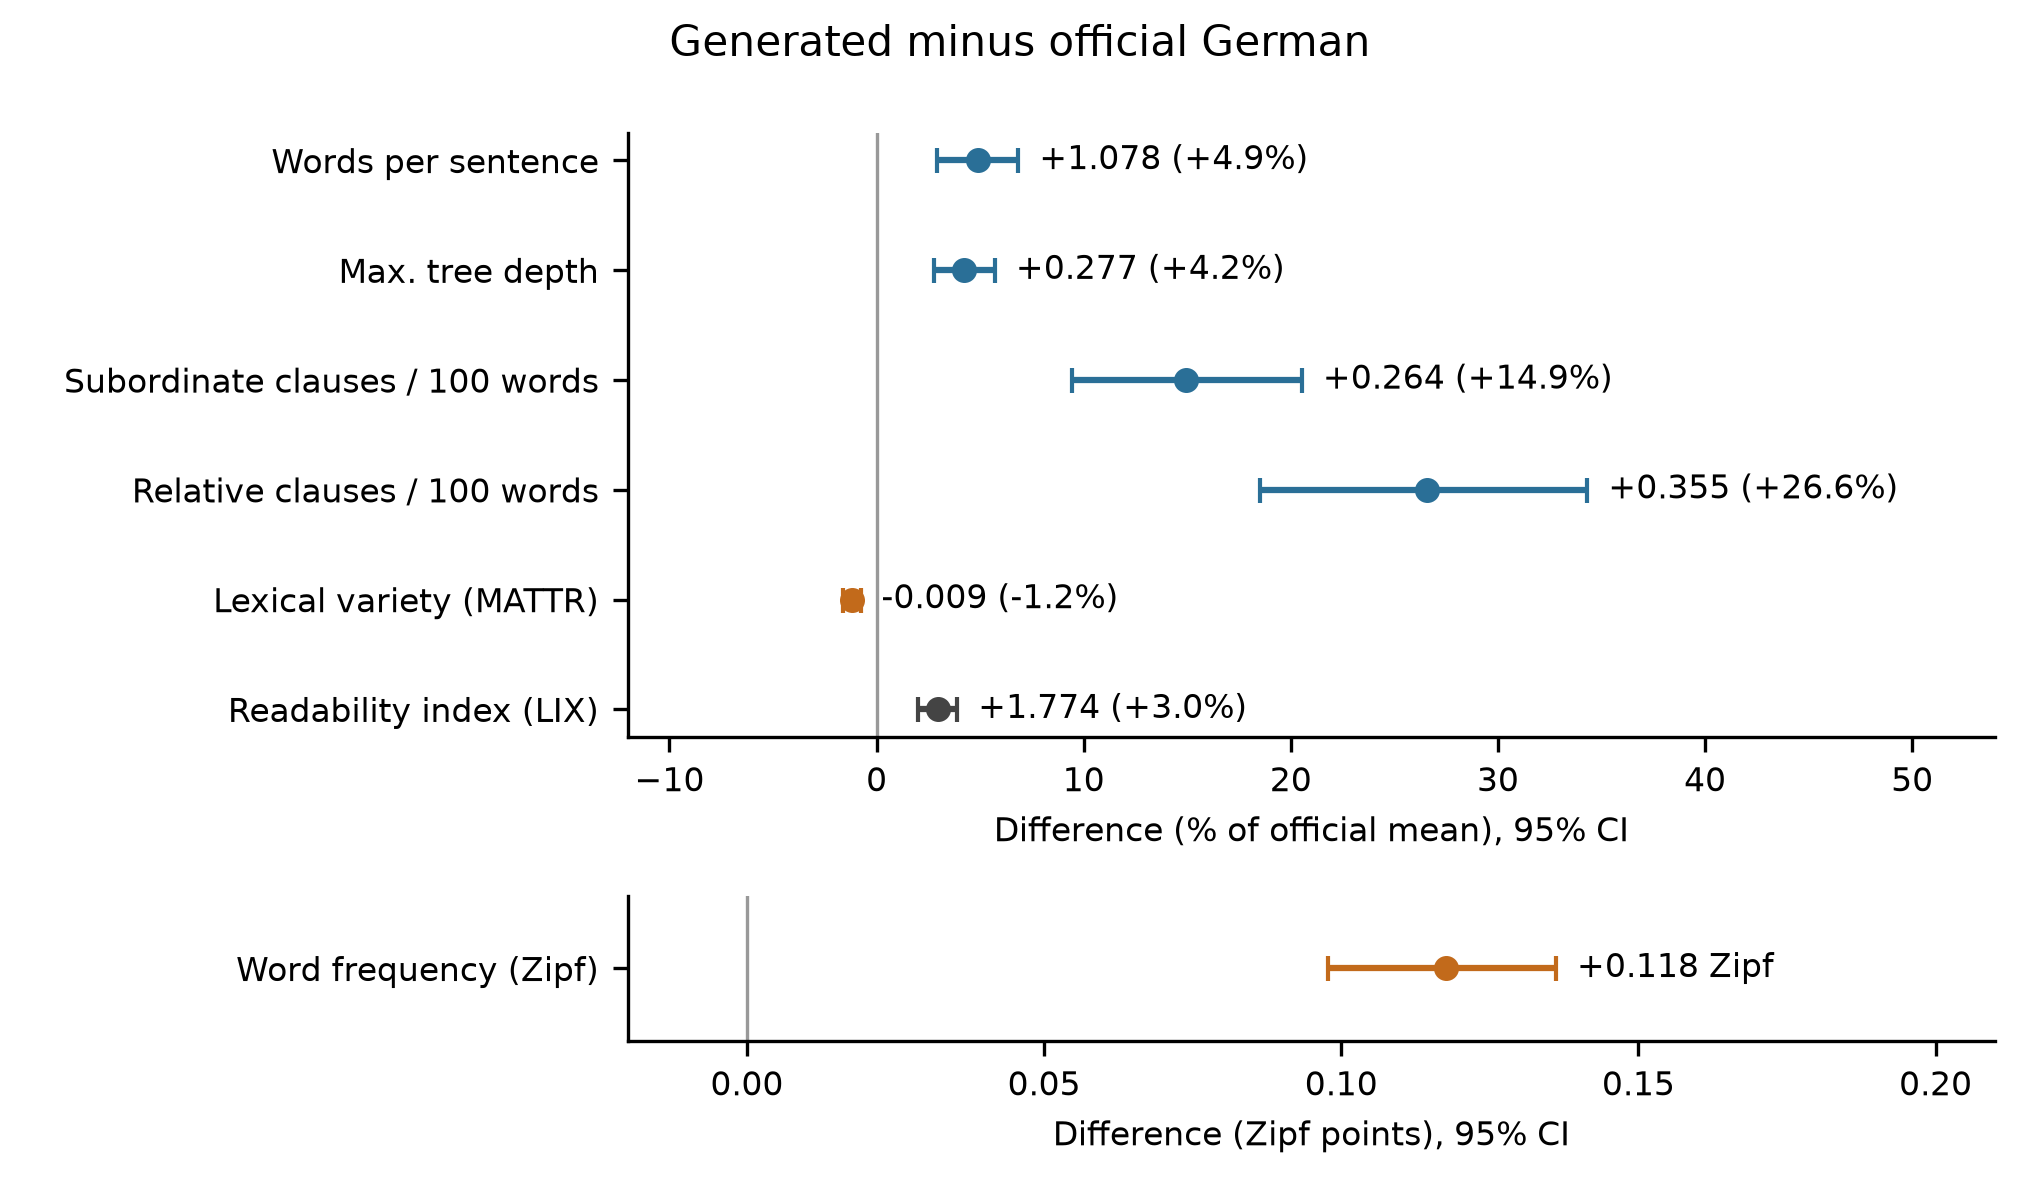 Generated minus official German
Words per sentence
+1.078 (+4.9%)
Max. tree depth
+0.277 (+4.2%)
Subordinate clauses / 100 words
+0.264 (+14.9%)
Relative clauses / 100 words
+0.355 (+26.6%)
Lexical variety (MATTR)
-0.009 (-1.2%)
Readability index (LIX)
+1.774 (+3.0%)
−10 0 10 20 30 40 50
Difference (% of official mean), 95% CI
Word frequency (Zipf)
+0.118 Zipf
0.00 0.05 0.10 0.15 0.20
Difference (Zipf points), 95% CI